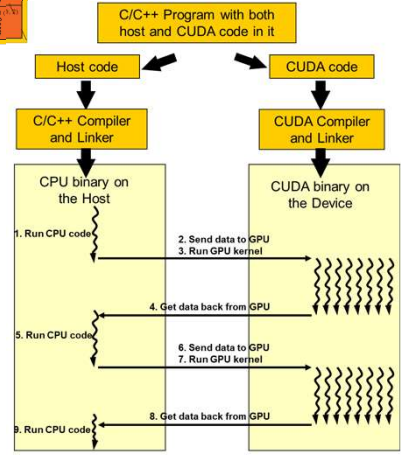 C/C++ Program with both
host and CUDA code in it
Host code
CUDA code
C/C++ Compiler
and Linker
CUDA Compiler
and Linker
CPU binary on
the Host
CUDA binary on
the Device
1. Run CPU code
2. Send data to GPU
3. Run GPU kernel
4. Get data back from GPU
5. Run CPU code
6. Send data to GPU
7. Run GPU kernel
8. Get data back from GPU
9. Run CPU code